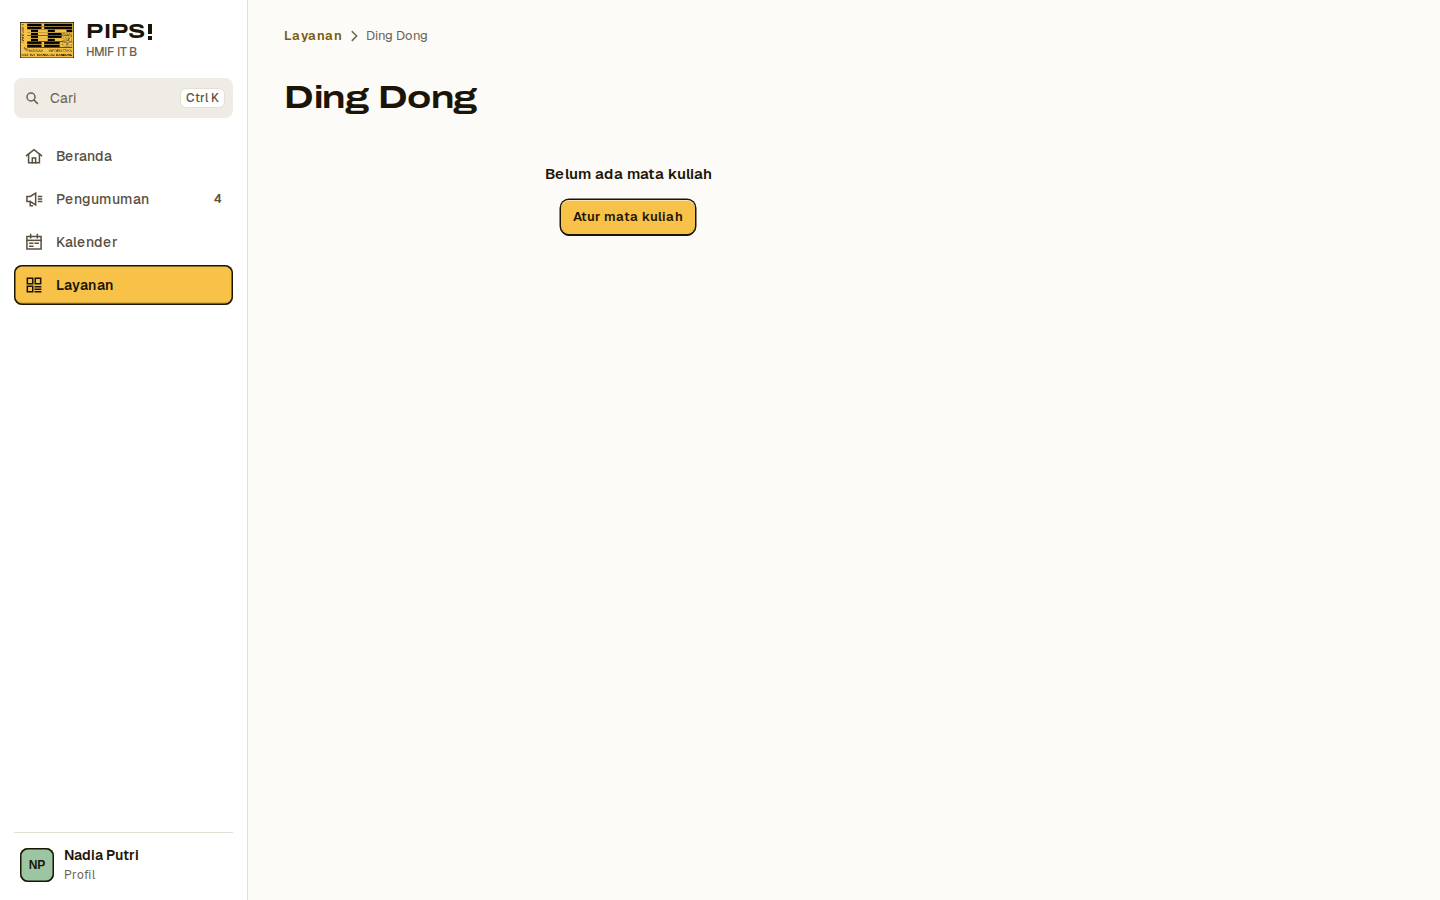 PIPS!
HMIF ITB
Cari
Ctrl K
Beranda
Pengumuman
4
Kalender
Layanan
NP
Nadia Putri
Profil
Layanan > Ding Dong
Ding Dong
Belum ada mata kuliah
Atur mata kuliah